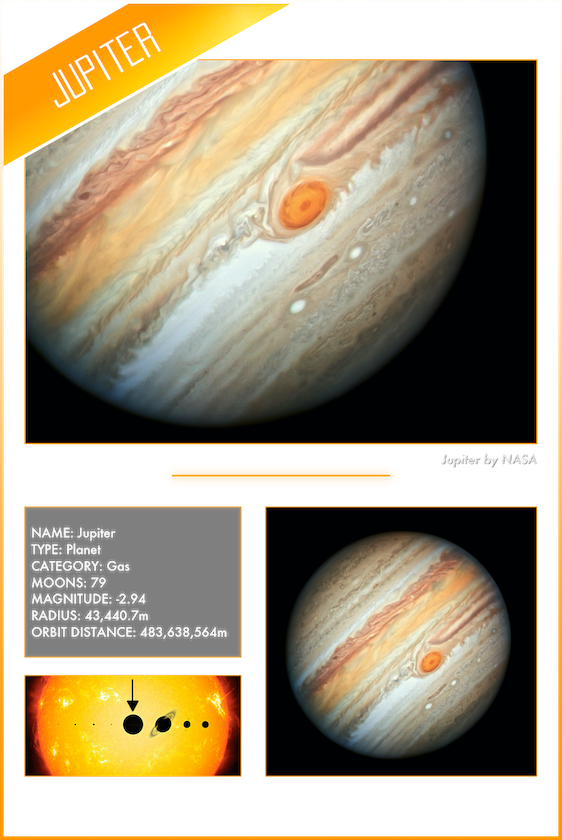 JUPITER
Jupiter by NASA
NAME: Jupiter
TYPE: Planet
CATEGORY: Gas
MOONS: 79
MAGNITUDE: -2.94
RADIUS: 43,440.7m
ORBIT DISTANCE: 483,638,564m